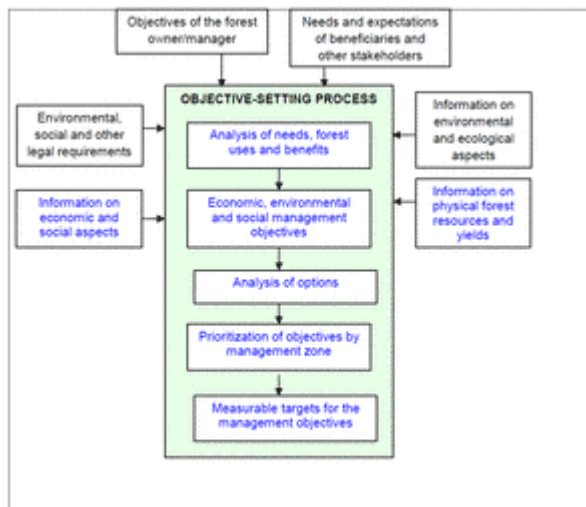 Objectives of the forest
owner/manager
Needs and expectations
of beneficiaries and
other stakeholders
OBJECTIVE-SETTING PROCESS
Environmental,
social and other
legal requirements
Analysis of needs, forest
uses and benefits
Information on
environmental
and ecological
aspects
Information on
economic and
social aspects
Economic, environmental
and social management
objectives
Information on
physical forest
resources and
yields
Analysis of options
Prioritization of objectives by
management zone
Measurable targets for the
management objectives